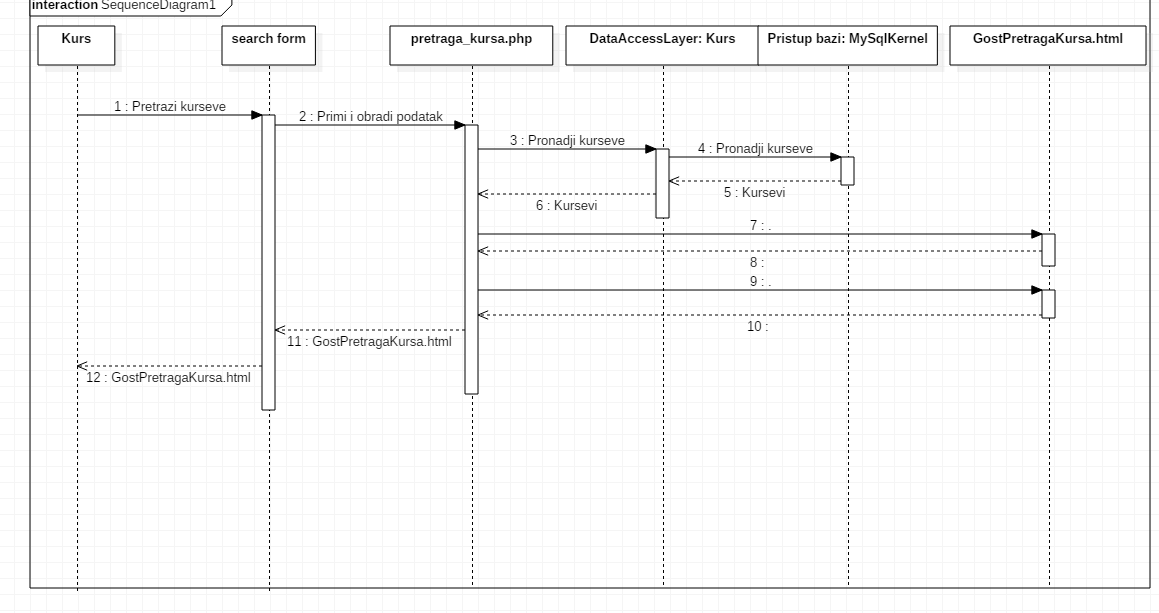 interaction SequenceDiagram1
Kurs
search form
pretraga_kursa.php
DataAccessLayer: Kurs
Pristup bazi: MySqlKernel
GostPretragaKursa.html
1 : Pretrazi kurseve
2 : Primi i obradi podatak
3 : Pronadji kurseve
4 : Pronadji kurseve
5 : Kursevi
6 : Kursevi
7 : .
8 :
9 : .
10 :
11 : GostPretragaKursa.html
12 : GostPretragaKursa.html